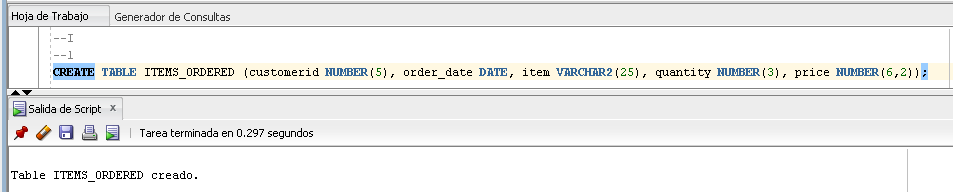 Hoja de Trabajo Generador de Consultas
--I
--1
CREATE TABLE ITEMS_ORDERED (customerid NUMBER(5), order_date DATE, item VARCHAR2(25), quantity NUMBER(3), price NUMBER(6,2));
Salida de Script x
Tarea terminada en 0.297 segundos
Table ITEMS_ORDERED creado.